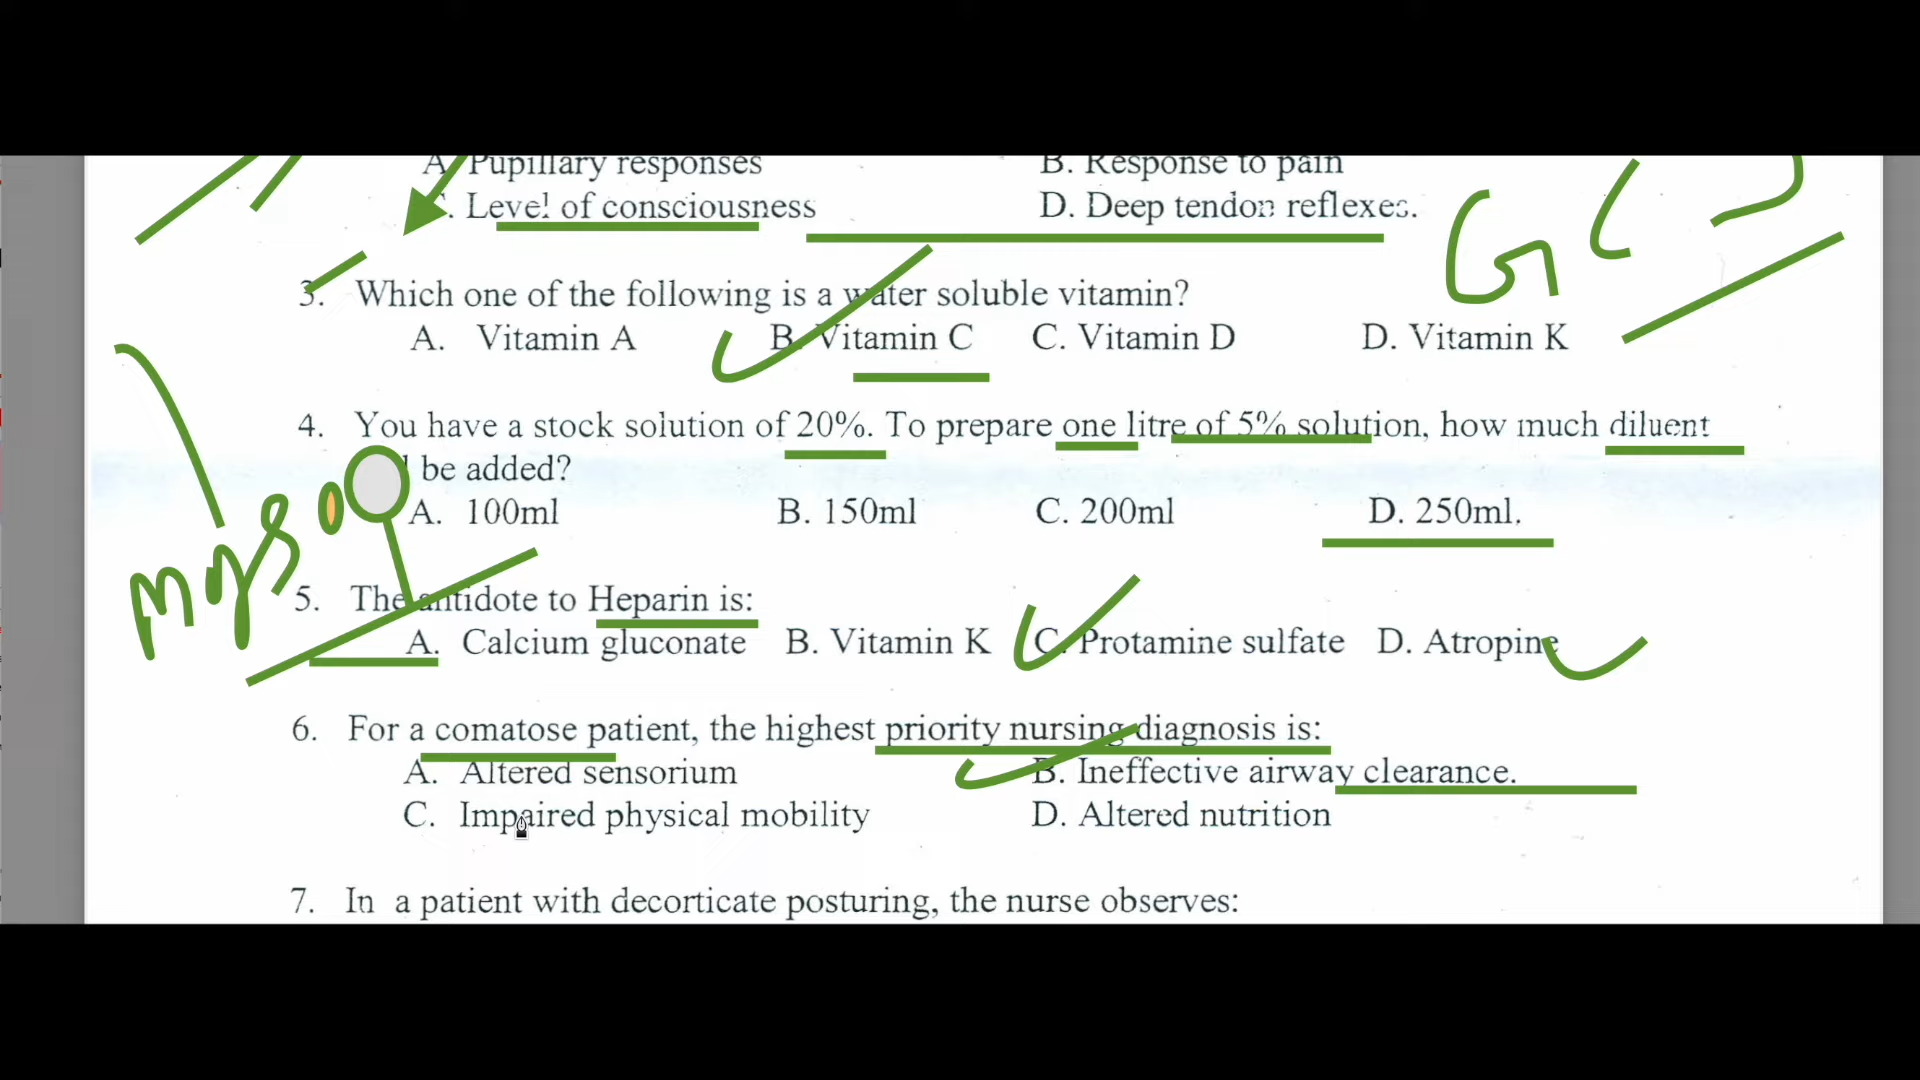 A. Pupillary responses B. Response to pain
C. Level of consciousness D. Deep tendon reflexes.
GC
3. Which one of the following is a water soluble vitamin?
A. Vitamin A B. Vitamin C C. Vitamin D D. Vitamin K
4. You have a stock solution of 20%. To prepare one litre of 5% solution, how much diluent
be added?
A. 100ml B. 150ml C. 200ml D. 250ml.
mgso
5. The antidote to Heparin is:
A. Calcium gluconate B. Vitamin K C. Protamine sulfate D. Atropine
6. For a comatose patient, the highest priority nursing diagnosis is:
A. Altered sensorium B. Ineffective airway clearance.
C. Impaired physical mobility D. Altered nutrition
7. In a patient with decorticate posturing, the nurse observes: